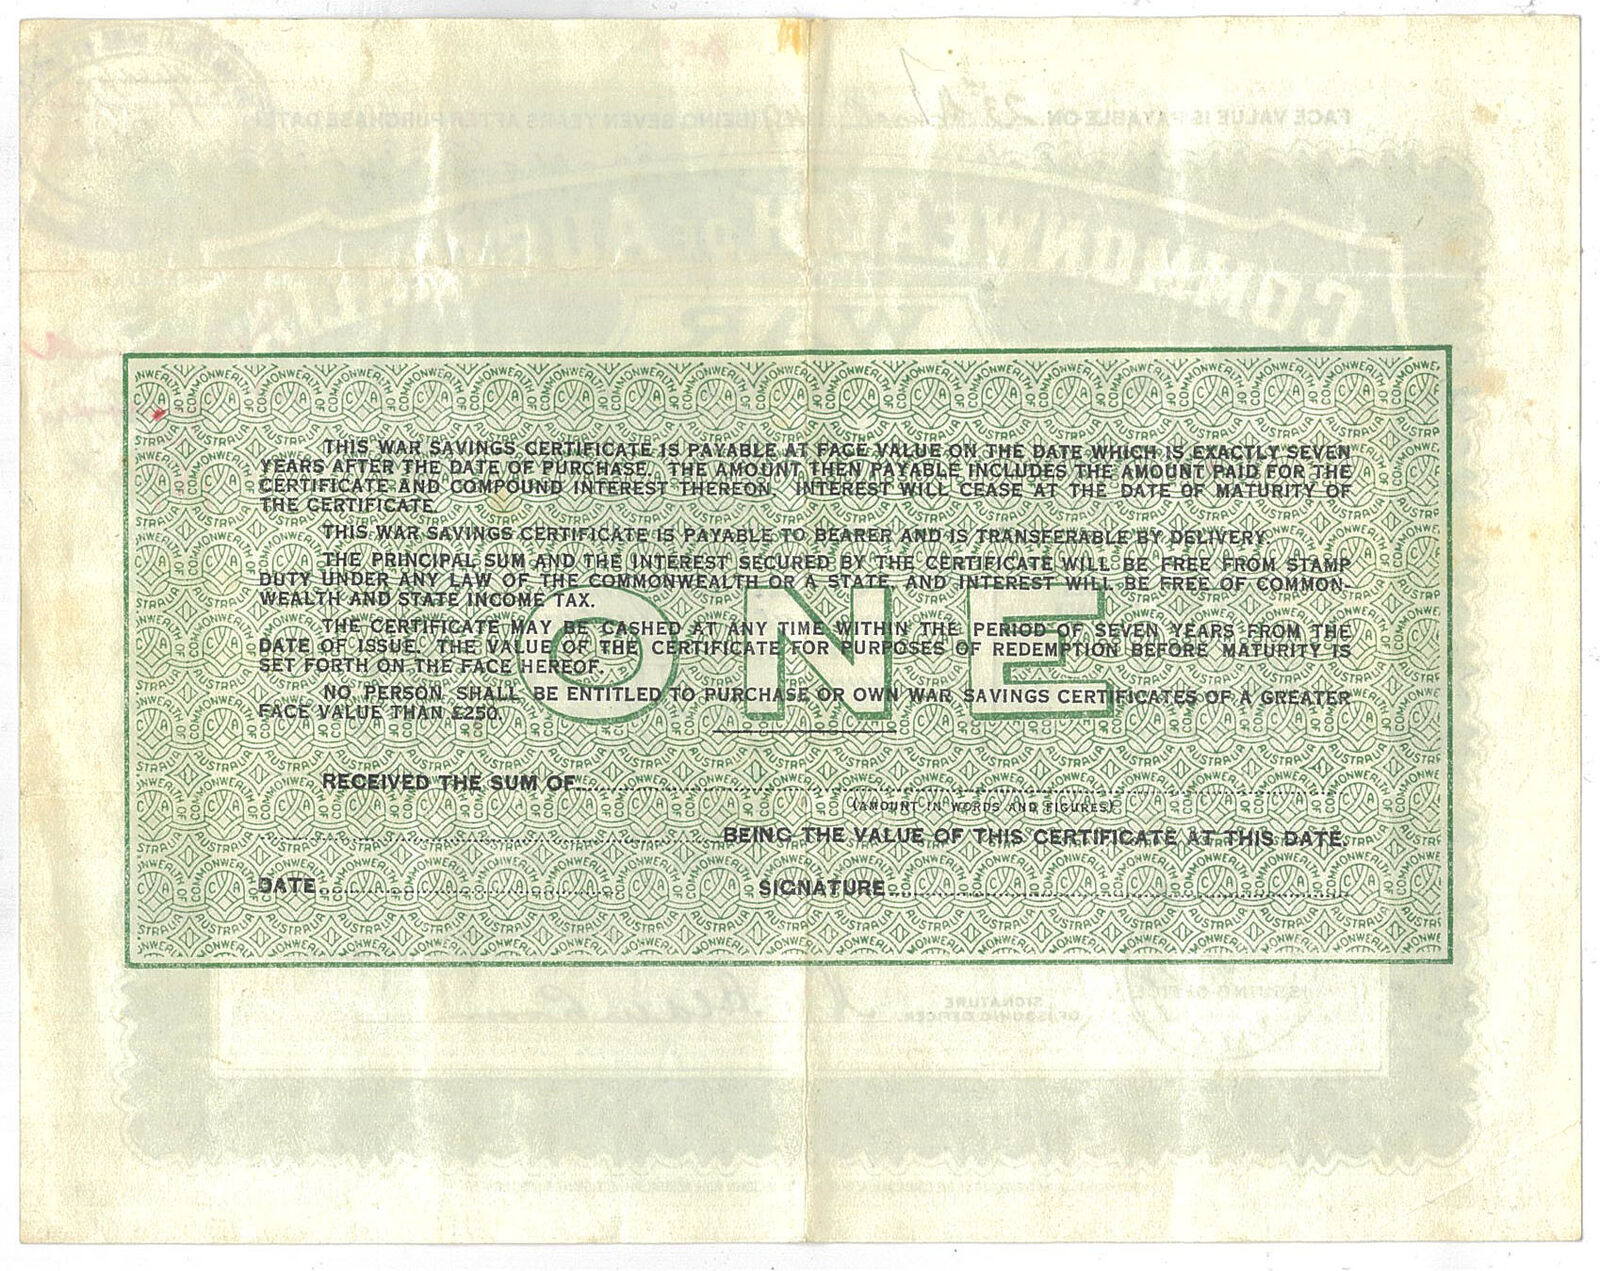 THIS WAR SAVINGS CERTIFICATE IS PAYABLE AT FACE VALUE ON THE DATE WHICH IS EXACTLY SEVEN
YEARS AFTER THE DATE OF PURCHASE. THE AMOUNT THEN PAYABLE INCLUDES THE AMOUNT PAID FOR THE
CERTIFICATE AND COMPOUND INTEREST THEREON. INTEREST WILL CEASE AT THE DATE OF MATURITY OF
THE CERTIFICATE.
THIS WAR SAVINGS CERTIFICATE IS PAYABLE TO BEARER AND IS TRANSFERABLE BY DELIVERY.
THE PRINCIPAL SUM AND THE INTEREST SECURED BY THE CERTIFICATE WILL BE FREE FROM STAMP
DUTY UNDER ANY LAW OF THE COMMONWEALTH OR A STATE, AND INTEREST WILL BE FREE OF COMMON-
WEALTH AND STATE INCOME TAX.
THE CERTIFICATE MAY BE CASHED AT ANY TIME WITHIN THE PERIOD OF SEVEN YEARS FROM THE
DATE OF ISSUE. THE VALUE OF THE CERTIFICATE FOR PURPOSES OF REDEMPTION BEFORE MATURITY IS
SET FORTH ON THE FACE HEREOF.
NO PERSON SHALL BE ENTITLED TO PURCHASE OR OWN WAR SAVINGS CERTIFICATES OF A GREATER
FACE VALUE THAN £250.
ONE
RECEIVED THE SUM OF
(AMOUNT IN WORDS AND FIGURES)
BEING THE VALUE OF THIS CERTIFICATE AT THIS DATE.
DATE SIGNATURE